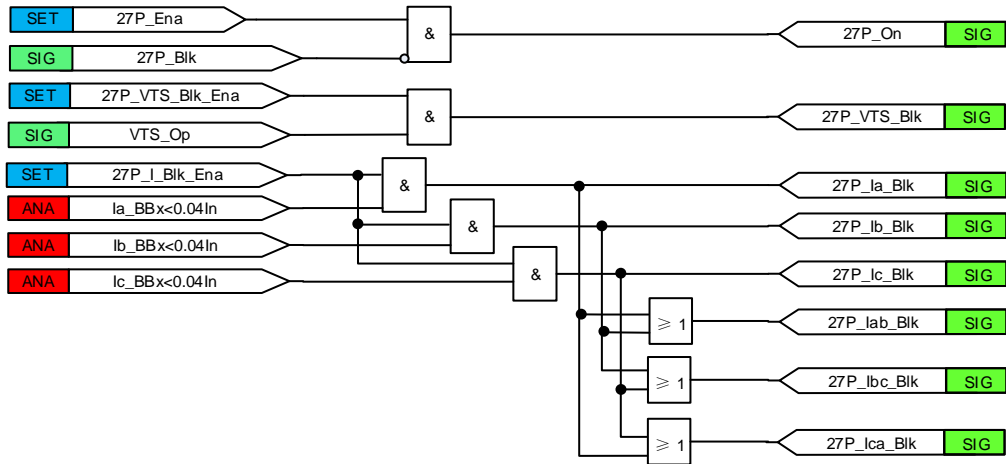 SET 27P_Ena & 27P_On SIG
SIG 27P_Blk
SET 27P_VTS_Blk_Ena & 27P_VTS_Blk SIG
SIG VTS_Op
SET 27P_I_Blk_Ena & 27P_Ia_Blk SIG
ANA Ia_BBx<0.04In & 27P_Ib_Blk SIG
ANA Ib_BBx<0.04In
ANA Ic_BBx<0.04In & 27P_Ic_Blk SIG
≥ 1 27P_Iab_Blk SIG
≥ 1 27P_Ibc_Blk SIG
≥ 1 27P_Ica_Blk SIG